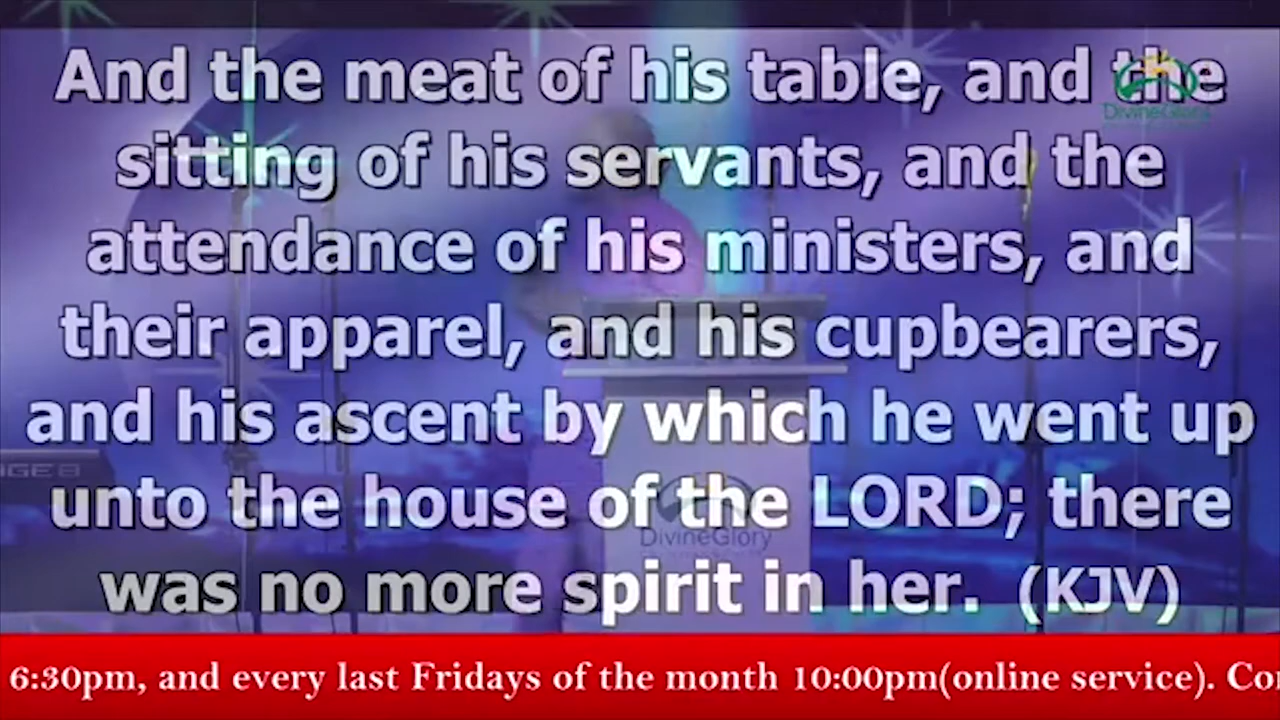 And the meat of his table, and the
sitting of his servants, and the
attendance of his ministers, and
their apparel, and his cupbearers,
and his ascent by which he went up
unto the house of the LORD; there
was no more spirit in her. (KJV)
DivineGlory
DivineGlory
6:30pm, and every last Fridays of the month 10:00pm(online service).